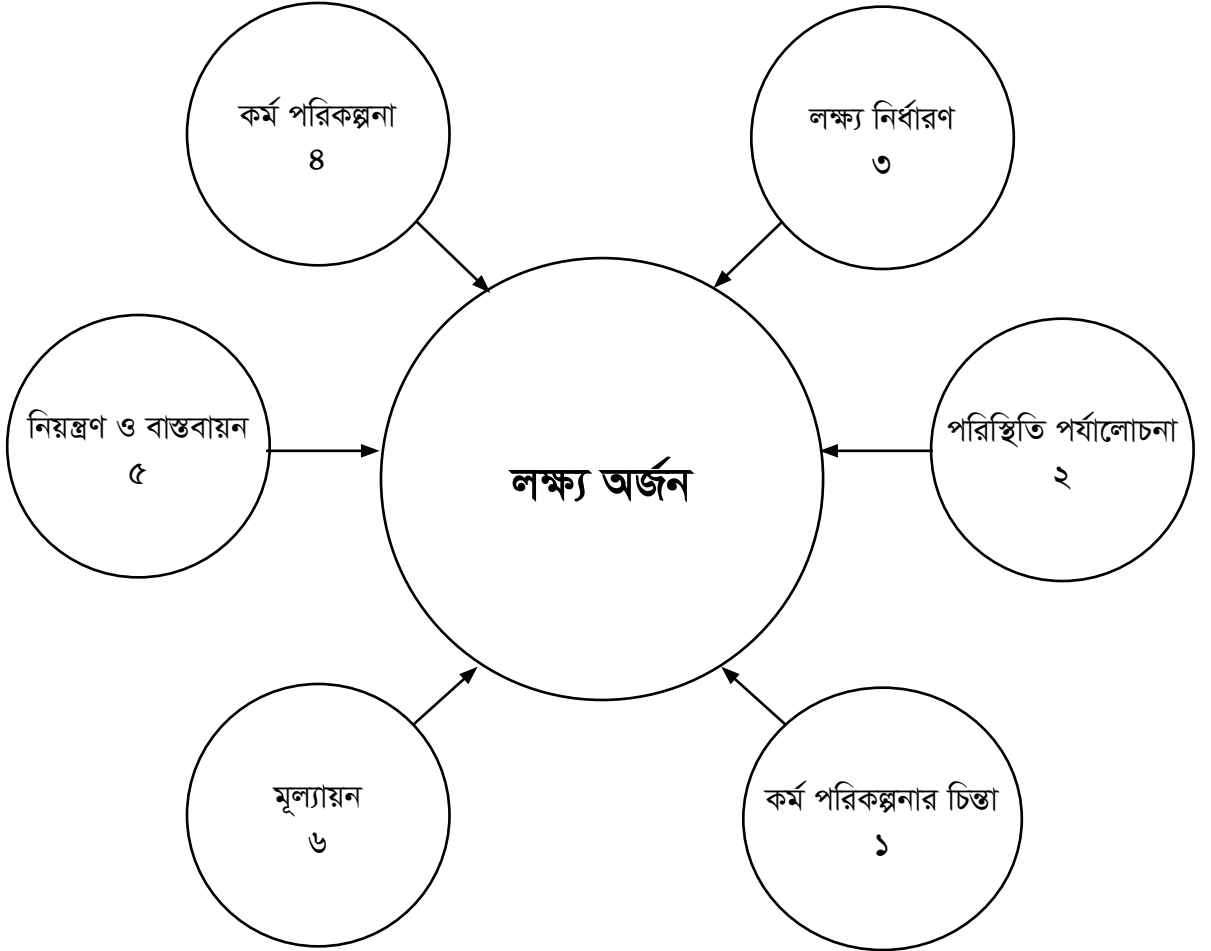 কর্ম পরিকল্পনা
৪
লক্ষ্য নির্ধারণ
৩
নিয়ন্ত্রণ ও বাস্তবায়ন
৫
লক্ষ্য অর্জন
পরিস্থিতি পর্যালোচনা
২
মূল্যায়ন
৬
কর্ম পরিকল্পনার চিন্তা
১